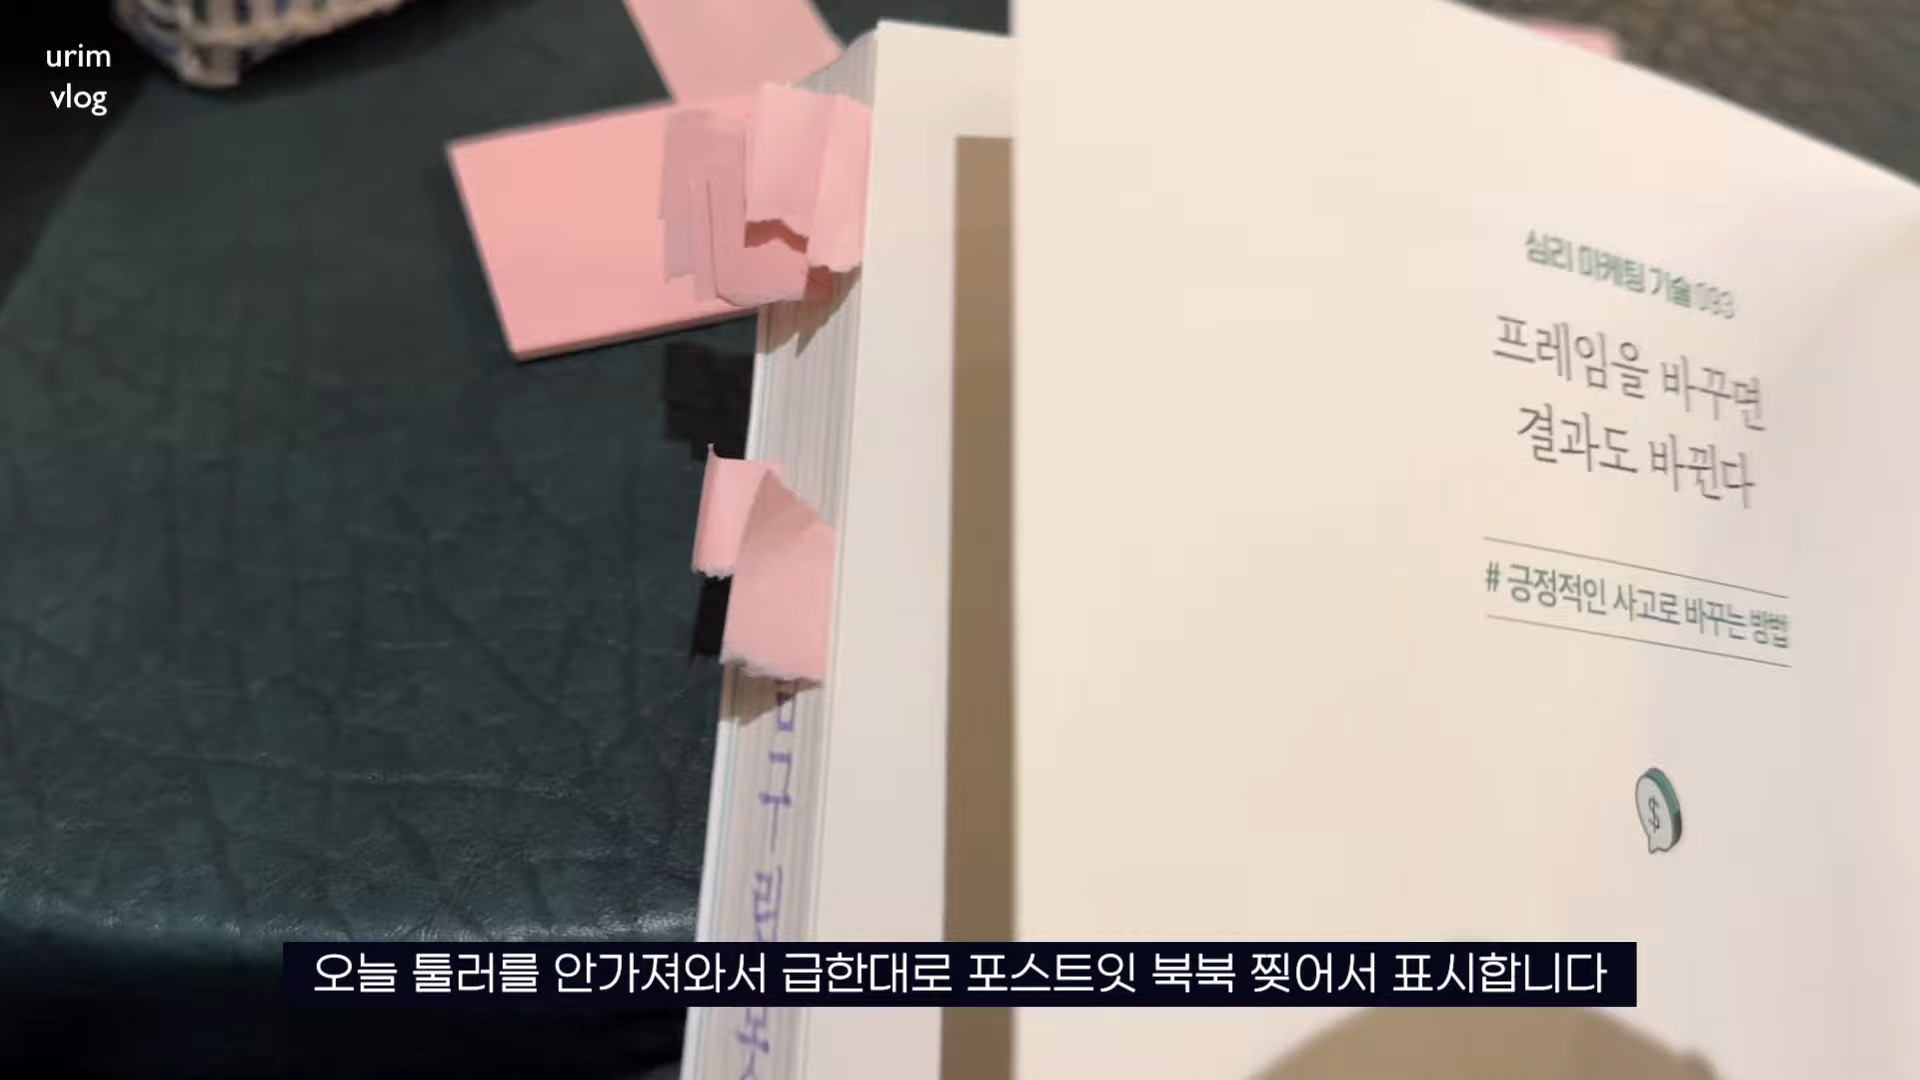 urim
vlog
심리 마케팅 기술 093
프레임을 바꾸면
결과도 바뀐다
# 긍정적인 사고로 바꾸는 방법
$
오늘 툴러를 안가져와서 급한대로 포스트잇 북북 찢어서 표시합니다